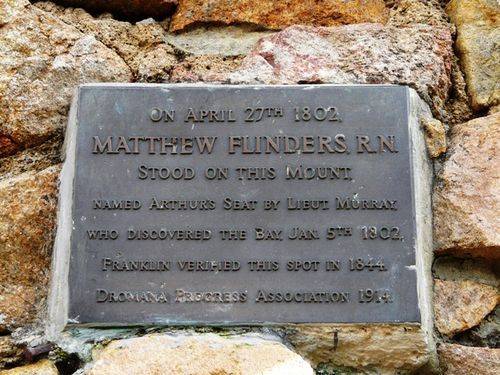 ON APRIL 27TH 1802,
MATTHEW FLINDERS, R.N.
STOOD ON THIS MOUNT,
NAMED ARTHURS SEAT BY LIEUT MURRAY,
WHO DISCOVERED THE BAY, JAN. 5TH 1802,
FRANKLIN VERIFIED THIS SPOT IN 1844.
DROMANA PROGRESS ASSOCIATION 1914.